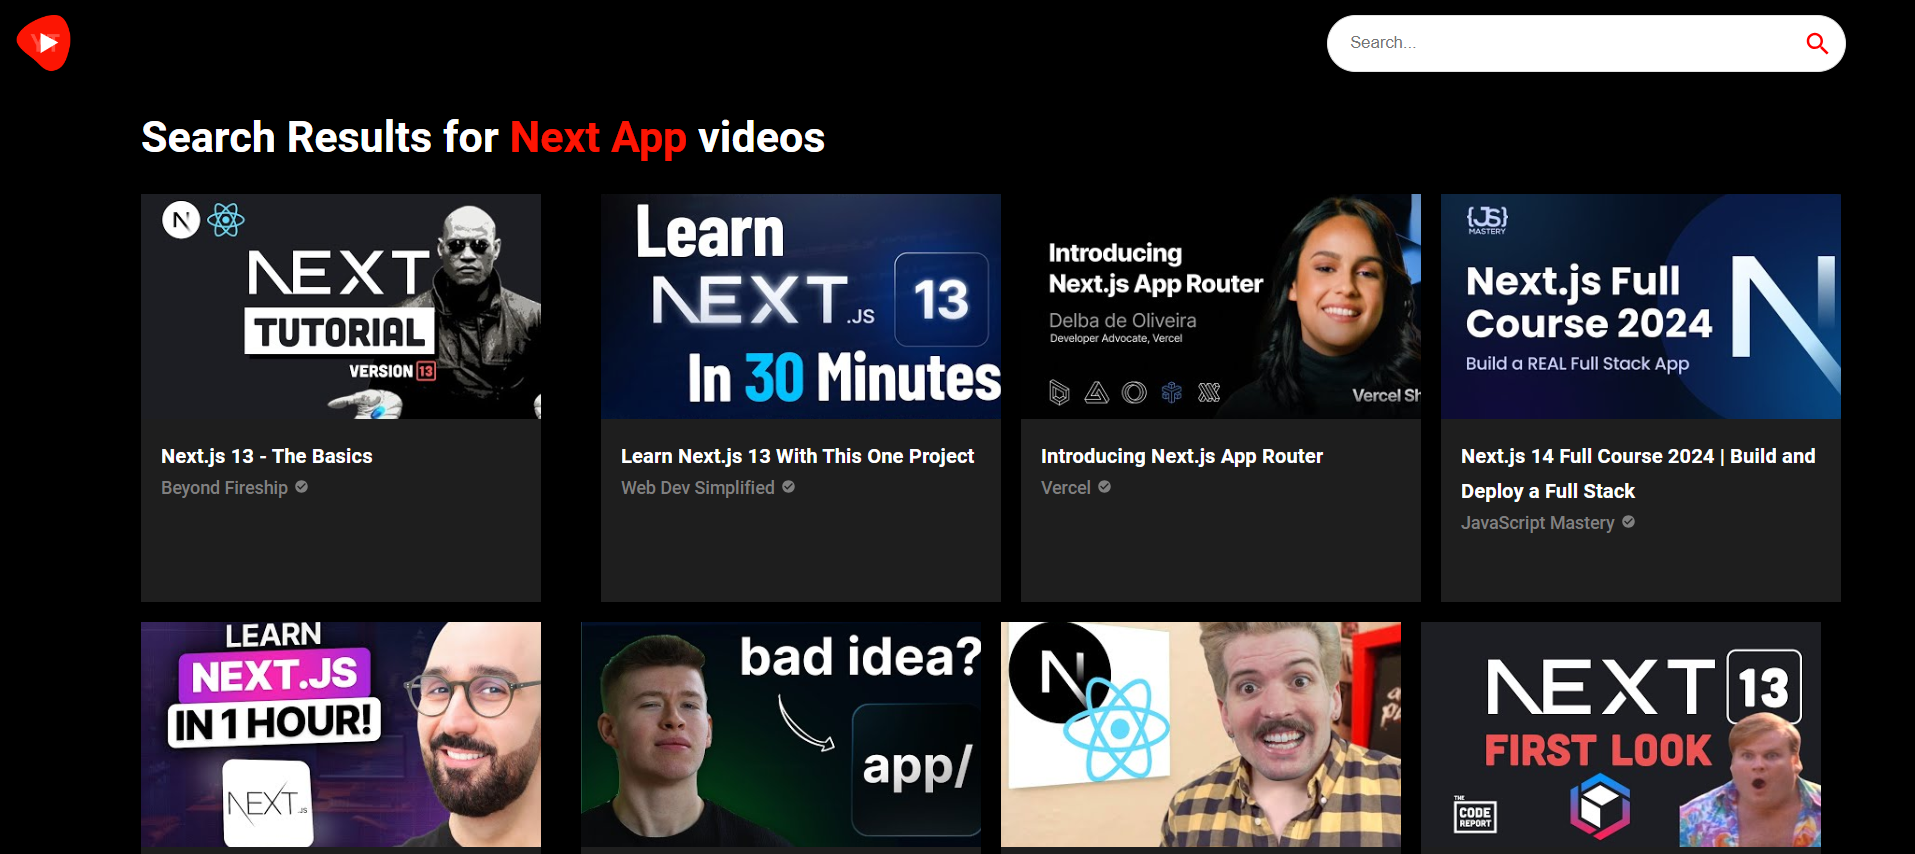 YT
Search...
Search Results for Next App videos
N
NEXT
TUTORIAL
VERSION 13
Learn
NEXT.JS 13
In 30 Minutes
Introducing
Next.js App Router
Delba de Oliveira
Developer Advocate, Vercel
Vercel Sh
{JS}
MASTERY
Next.js Full
Course 2024
Build a REAL Full Stack App
N
Next.js 13 - The Basics
Beyond Fireship
Learn Next.js 13 With This One Project
Web Dev Simplified
Introducing Next.js App Router
Vercel
Next.js 14 Full Course 2024 | Build and
Deploy a Full Stack
JavaScript Mastery
LEARN
NEXT.JS
IN 1 HOUR!
NEXT.JS
bad idea?
app/
N
NEXT 13
FIRST LOOK
THE
CODE
REPORT